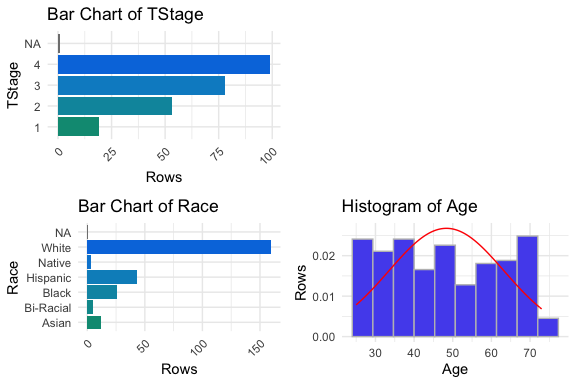 Bar Chart of TStage
TStage
NA
4
3
2
1
0 25 50 75 100
Rows
Bar Chart of Race
Race
NA
White
Native
Hispanic
Black
Bi-Racial
Asian
0 50 100 150
Rows
Histogram of Age
Rows
0.02
0.01
0.00
30 40 50 60 70
Age